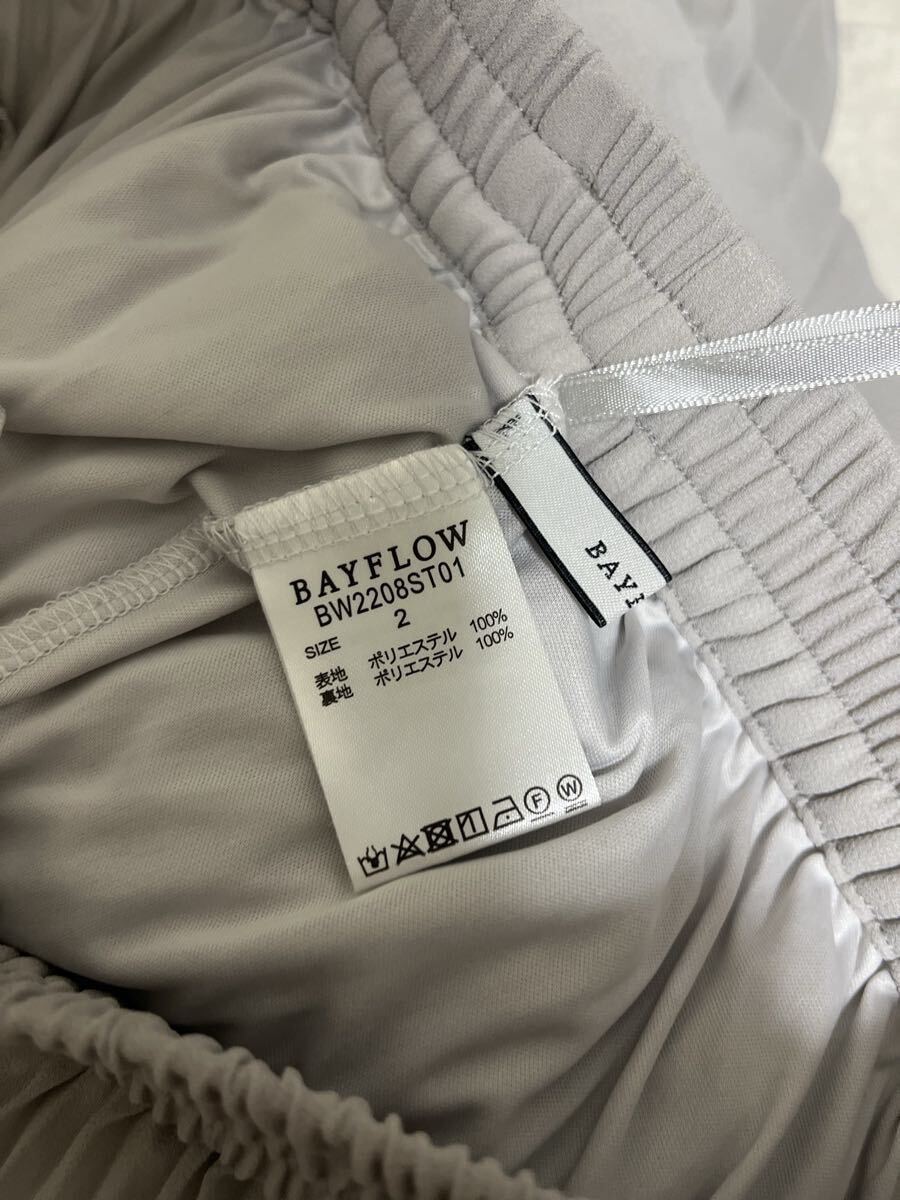 BAYFLOW
BW2208ST01
SIZE 2
表地 ポリエステル 100%
裏地 ポリエステル 100%
F W
BAY